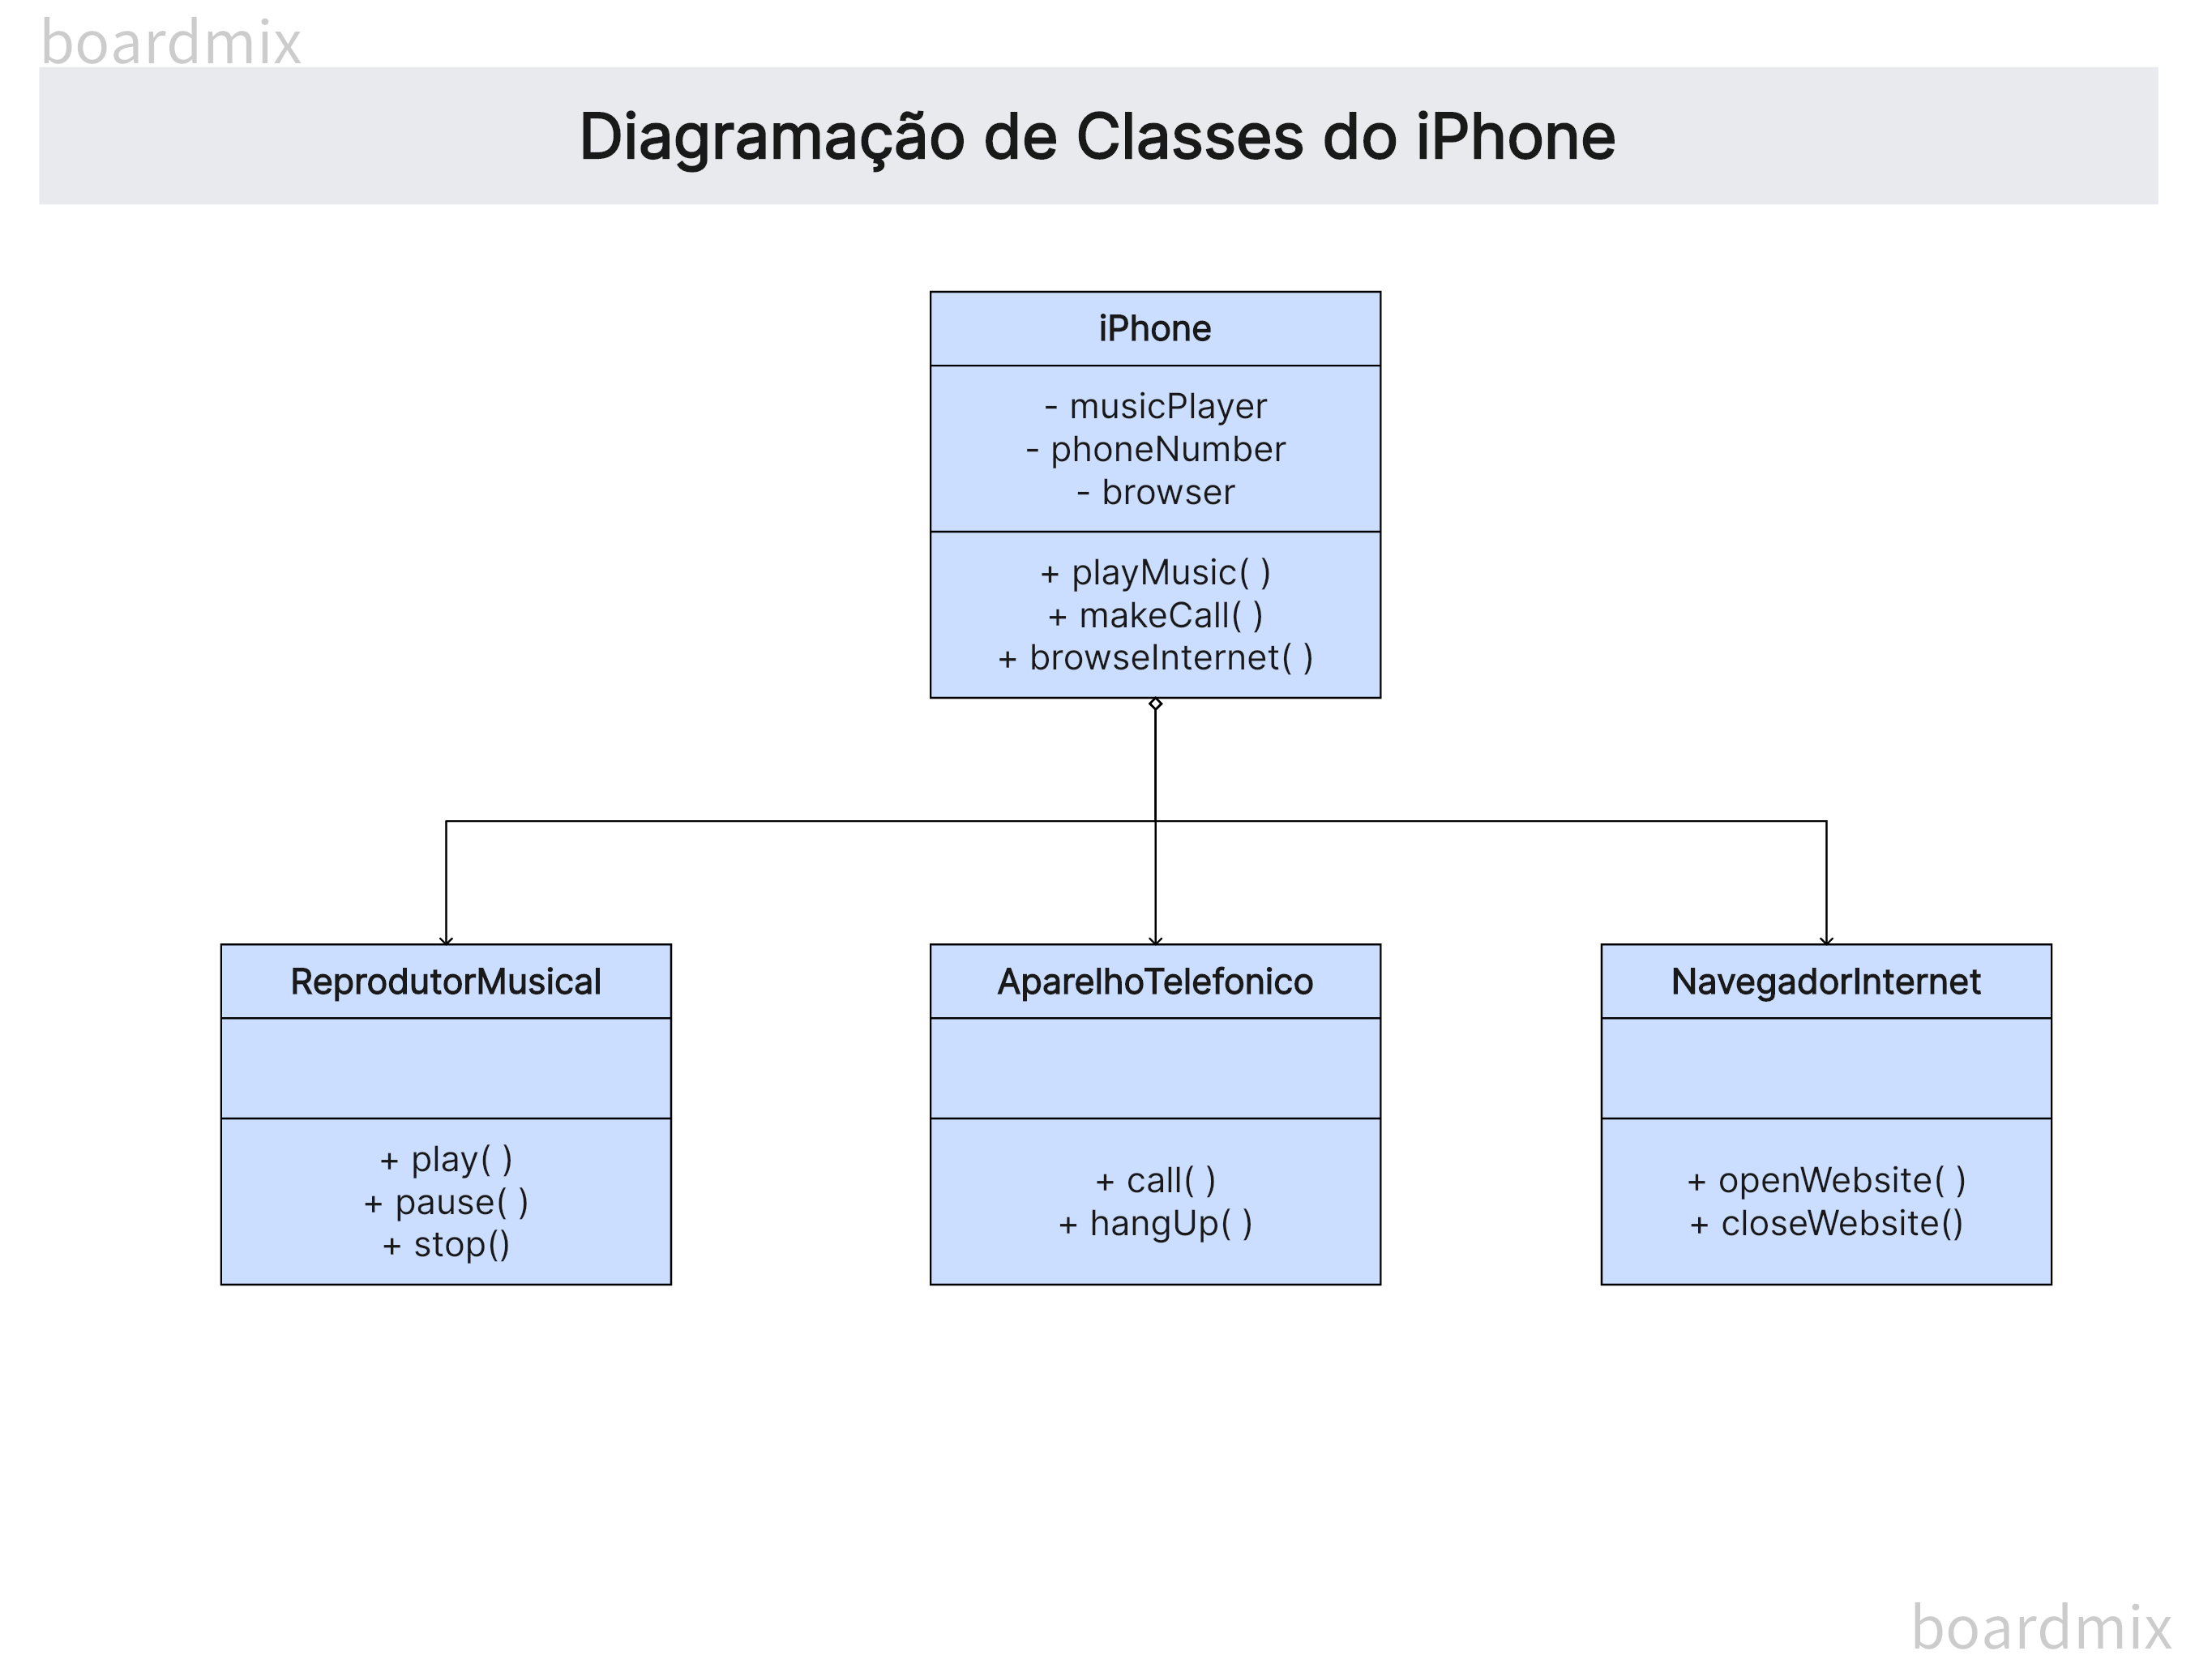 boardmix
Diagramação de Classes do iPhone
iPhone
- musicPlayer
- phoneNumber
- browser
+ playMusic( )
+ makeCall( )
+ browseInternet( )
ReprodutorMusical
+ play( )
+ pause( )
+ stop()
AparelhoTelefonico
+ call( )
+ hangUp( )
NavegadorInternet
+ openWebsite( )
+ closeWebsite()
boardmix